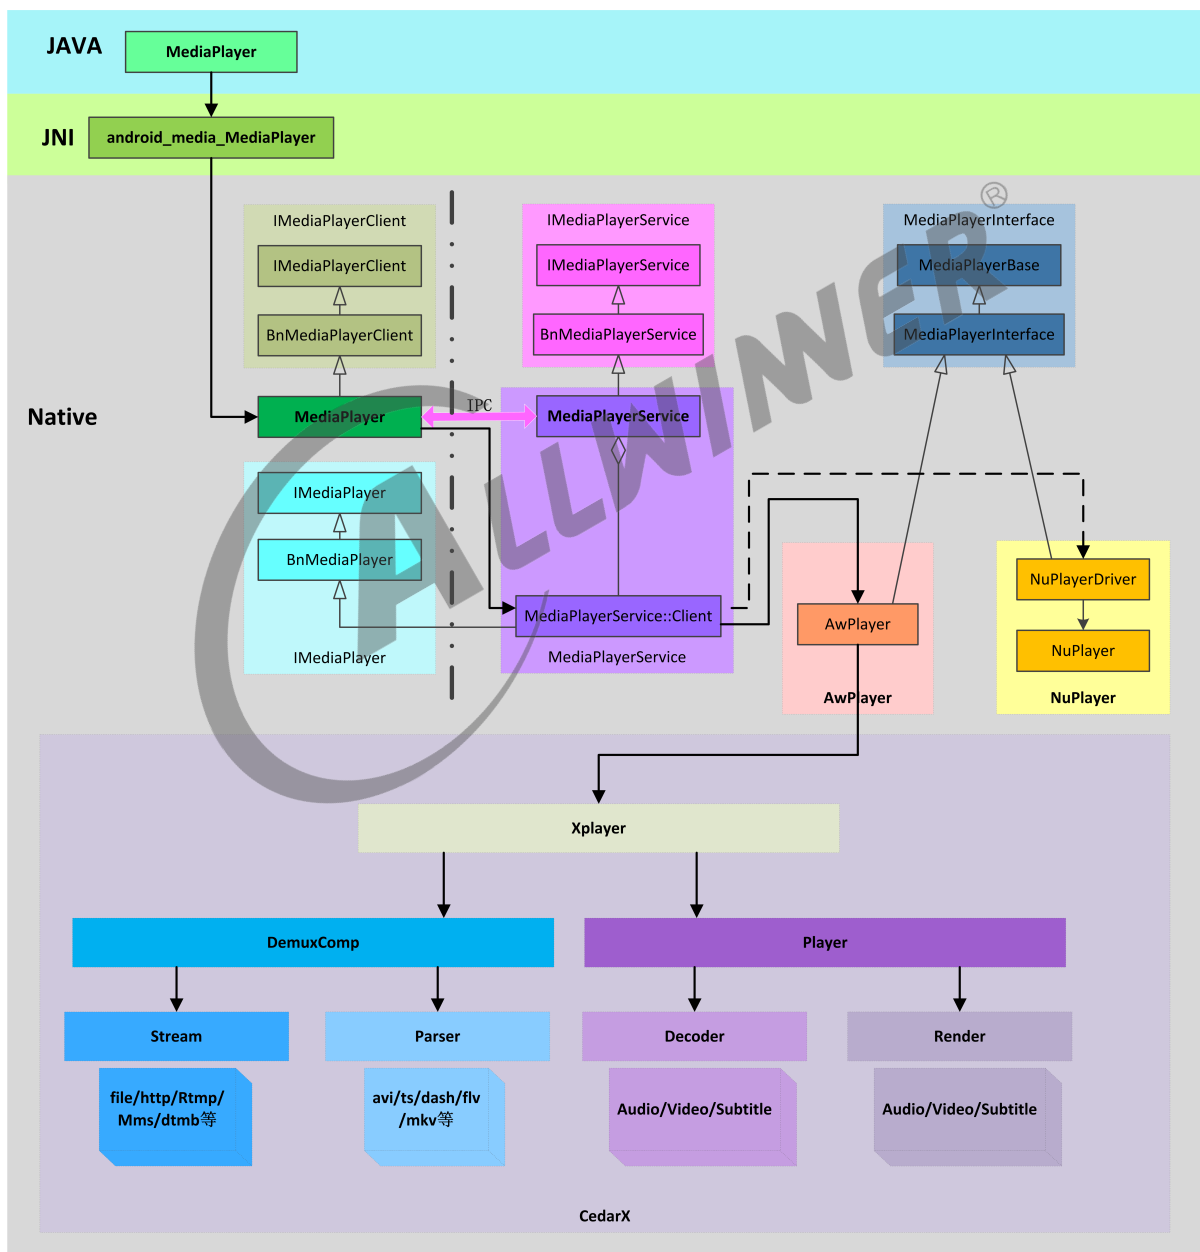 JAVA
MediaPlayer
JNI
android_media_MediaPlayer
Native
IMediaPlayerClient
IMediaPlayerClient
BnMediaPlayerClient
MediaPlayer
IPC
IMediaPlayer
BnMediaPlayer
IMediaPlayer
IMediaPlayerService
IMediaPlayerService
BnMediaPlayerService
MediaPlayerService
MediaPlayerService::Client
MediaPlayerService
MediaPlayerInterface
MediaPlayerBase
MediaPlayerInterface
AwPlayer
AwPlayer
NuPlayerDriver
NuPlayer
NuPlayer
ALLWINNER®
Xplayer
DemuxComp
Player
Stream
Parser
Decoder
Render
file/http/Rtmp/
Mms/dtmb等
avi/ts/dash/flv
/mkv等
Audio/Video/Subtitle
Audio/Video/Subtitle
CedarX